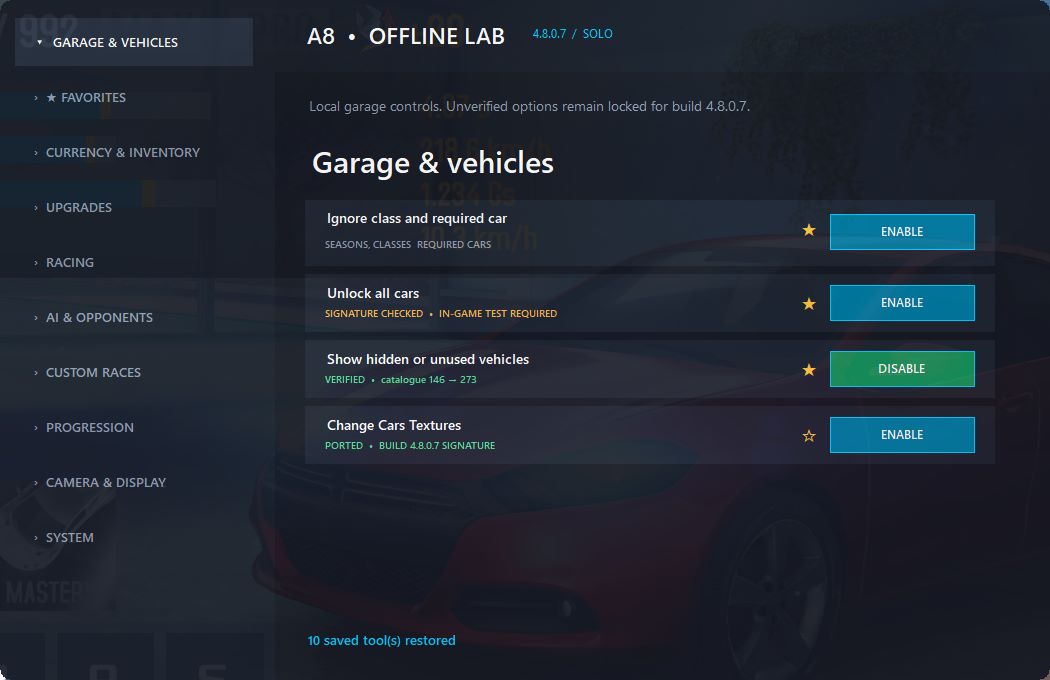 GARAGE & VEHICLES
★ FAVORITES
CURRENCY & INVENTORY
UPGRADES
RACING
AI & OPPONENTS
CUSTOM RACES
PROGRESSION
CAMERA & DISPLAY
SYSTEM
A8 • OFFLINE LAB
4.8.0.7 / SOLO
Local garage controls. Unverified options remain locked for build 4.8.0.7.
Garage & vehicles
Ignore class and required car
SEASONS, CLASSES REQUIRED CARS
ENABLE
Unlock all cars
SIGNATURE CHECKED • IN-GAME TEST REQUIRED
ENABLE
Show hidden or unused vehicles
VERIFIED • catalogue 146 → 273
DISABLE
Change Cars Textures
PORTED • BUILD 4.8.0.7 SIGNATURE
ENABLE
1.234 Gs
MASTER
10 saved tool(s) restored